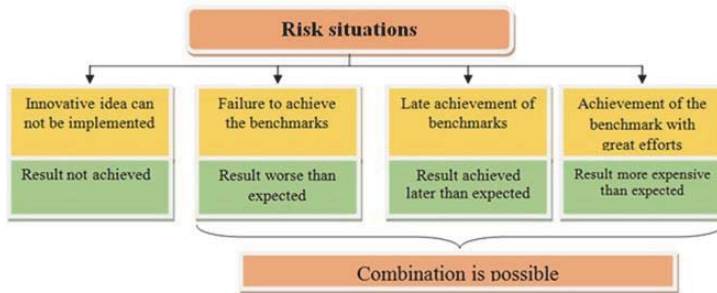 Risk situations
Innovative idea can
not be implemented
Result not achieved
Failure to achieve
the benchmarks
Result worse than
expected
Late achievement of
benchmarks
Result achieved
later than expected
Achievement of the
benchmark with
great efforts
Result more expensive
than expected
Combination is possible